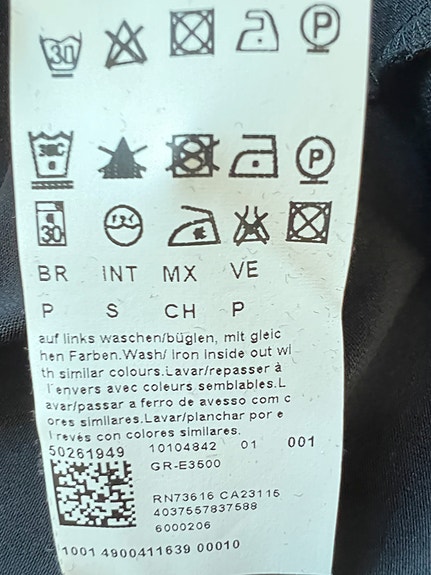 30
P
30C
P
30
BR INT MX VE
P S CH P
auf links waschen/bügeln, mit gleic
hen Farben.Wash/ iron inside out wi
th similar colours.Lavar/repasser à
l'envers avec coleurs semblables.L
avar/passar a ferro de avesso com c
ores similares.Lavar/planchar por e
l revés con colores similares.
50261949 10104842 01 001
GR-E3500
RN73616 CA23115
4037557837588
6000206
1001 4900411639 00010